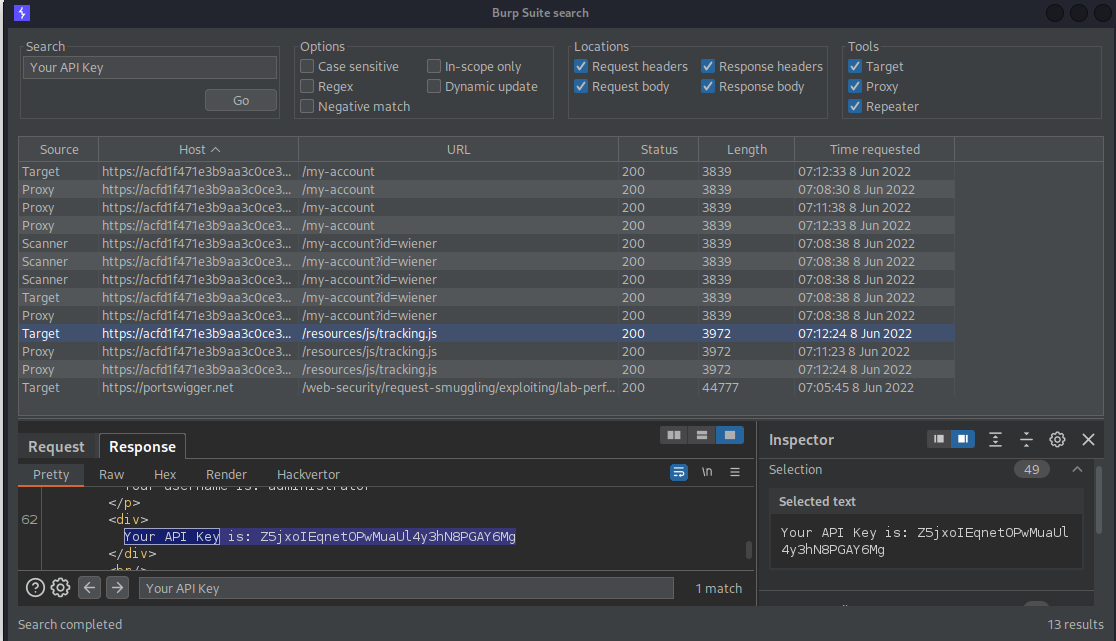 Burp Suite search
Search
Your API Key
Go
Options
Case sensitive
In-scope only
Regex
Dynamic update
Negative match
Locations
Request headers
Response headers
Request body
Response body
Tools
Target
Proxy
Repeater
Source Host URL Status Length Time requested
Target https://acfd1f471e3b9aa3c0ce3... /my-account 200 3839 07:12:33 8 Jun 2022
Proxy https://acfd1f471e3b9aa3c0ce3... /my-account 200 3839 07:08:30 8 Jun 2022
Proxy https://acfd1f471e3b9aa3c0ce3... /my-account 200 3839 07:11:38 8 Jun 2022
Proxy https://acfd1f471e3b9aa3c0ce3... /my-account 200 3839 07:12:33 8 Jun 2022
Scanner https://acfd1f471e3b9aa3c0ce3... /my-account?id=wiener 200 3839 07:08:38 8 Jun 2022
Scanner https://acfd1f471e3b9aa3c0ce3... /my-account?id=wiener 200 3839 07:08:38 8 Jun 2022
Scanner https://acfd1f471e3b9aa3c0ce3... /my-account?id=wiener 200 3839 07:08:38 8 Jun 2022
Target https://acfd1f471e3b9aa3c0ce3... /my-account?id=wiener 200 3839 07:08:38 8 Jun 2022
Proxy https://acfd1f471e3b9aa3c0ce3... /my-account?id=wiener 200 3839 07:08:38 8 Jun 2022
Target https://acfd1f471e3b9aa3c0ce3... /resources/js/tracking.js 200 3972 07:12:24 8 Jun 2022
Proxy https://acfd1f471e3b9aa3c0ce3... /resources/js/tracking.js 200 3972 07:11:23 8 Jun 2022
Proxy https://acfd1f471e3b9aa3c0ce3... /resources/js/tracking.js 200 3972 07:12:24 8 Jun 2022
Target https://portswigger.net /web-security/request-smuggling/exploiting/lab-perf... 200 44777 07:05:45 8 Jun 2022
Request Response
Pretty Raw Hex Render Hackvertor
\n
Your username is: administrator
</p>
62 <div>
Your API Key is: Z5jxoIEqnetOPwMuaUl4y3hN8PGAY6Mg
</div>
<hr/>
Your API Key
1 match
Inspector
Selection 49
Selected text
Your API Key is: Z5jxoIEqnetOPwMuaUl
4y3hN8PGAY6Mg
Search completed
13 results